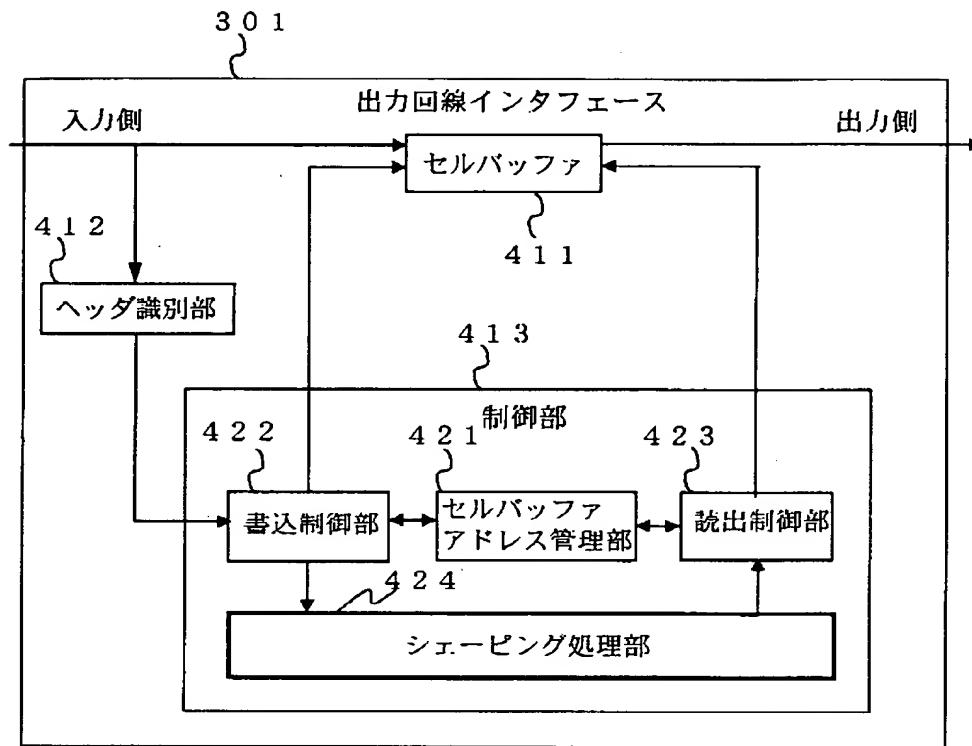 ３０１
出力回線インタフェース
入力側
出力側
セルバッファ
４１２
４１１
ヘッダ識別部
４１３
制御部
４２２
４２１
４２３
書込制御部
セルバッファ
アドレス管理部
読出制御部
４２４
シェーピング処理部